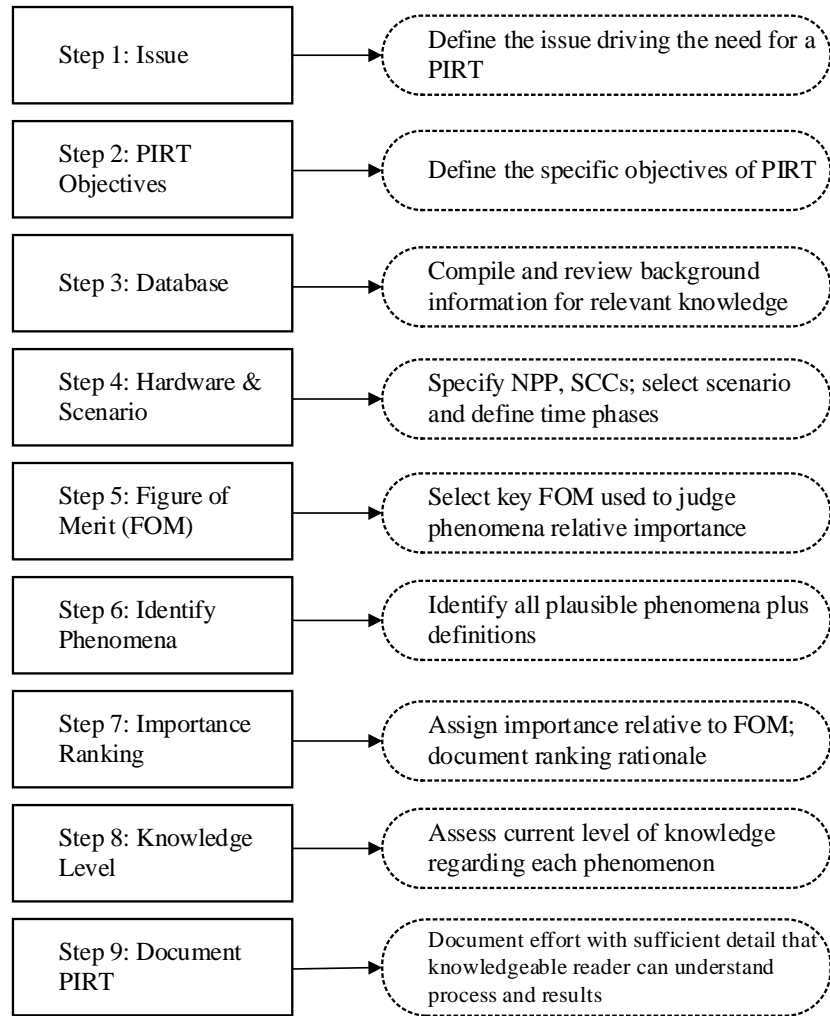 Step 1: Issue
Define the issue driving the need for a
PIRT
Step 2: PIRT
Objectives
Define the specific objectives of PIRT
Step 3: Database
Compile and review background
information for relevant knowledge
Step 4: Hardware &
Scenario
Specify NPP, SCCs; select scenario
and define time phases
Step 5: Figure of
Merit (FOM)
Select key FOM used to judge
phenomena relative importance
Step 6: Identify
Phenomena
Identify all plausible phenomena plus
definitions
Step 7: Importance
Ranking
Assign importance relative to FOM;
document ranking rationale
Step 8: Knowledge
Level
Assess current level of knowledge
regarding each phenomenon
Step 9: Document
PIRT
Document effort with sufficient detail that
knowledgeable reader can understand
process and results